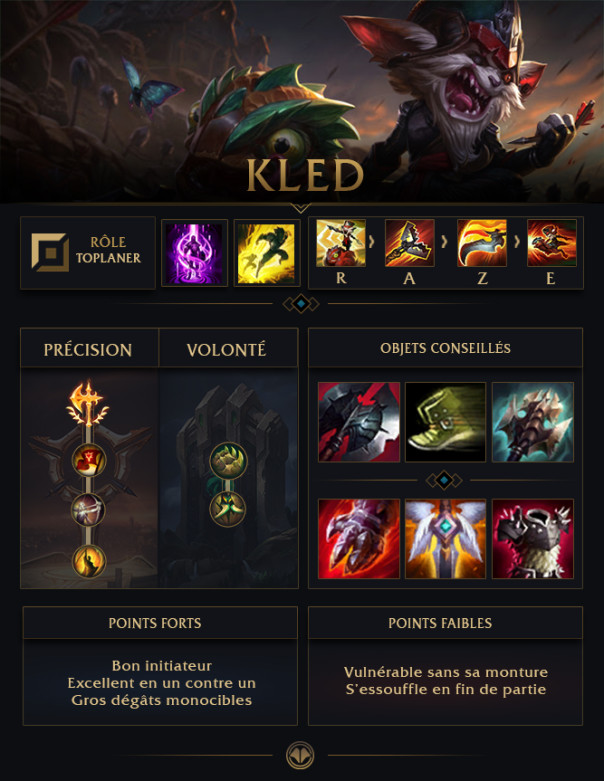 KLED
RÔLE
TOPLANER
R
A
Z
E
PRÉCISION
VOLONTÉ
OBJETS CONSEILLÉS
POINTS FORTS
Bon initiateur
Excellent en un contre un
Gros dégâts monocibles
POINTS FAIBLES
Vulnérable sans sa monture
S'essouffle en fin de partie